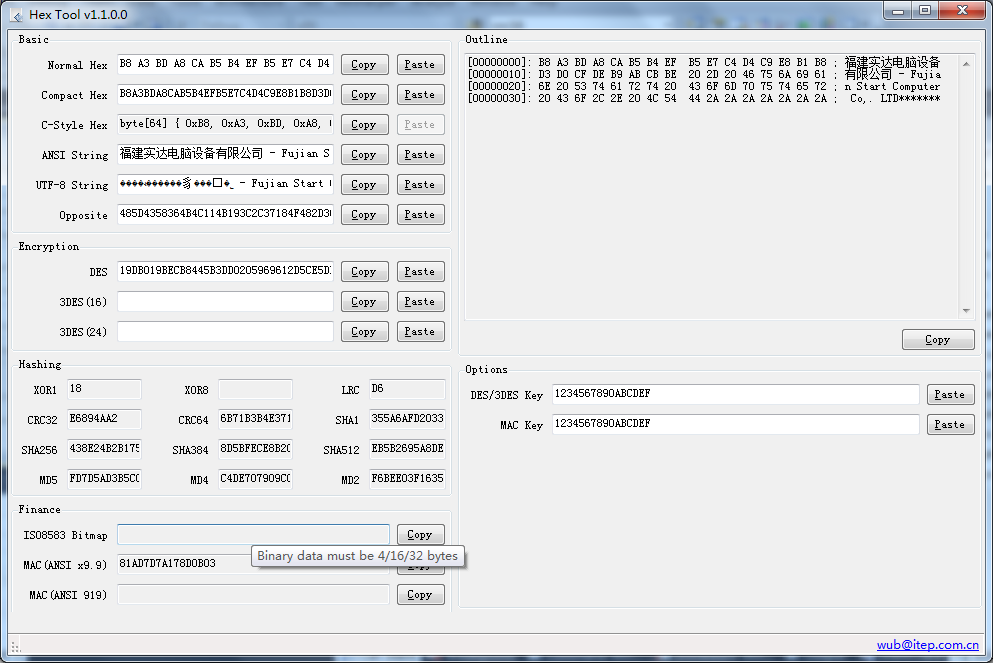 Hex Tool v1.1.0.0
Basic
Normal Hex B8 A3 BD A8 CA B5 B4 EF B5 E7 C4 D4 Copy Paste
Compact Hex B8A3BDA8CAB5B4EFB5E7C4D4C9E8B1B8D3D Copy Paste
C-Style Hex byte[64] { 0xB8, 0xA3, 0xBD, 0xA8, Copy Paste
ANSI String 福建实达电脑设备有限公司 - Fujian S Copy Paste
UTF-8 String - Fujian Start Copy Paste
Opposite 485D4358364B4C114B193C2C37184F482D3 Copy Paste
Encryption
DES 19DB019BECB8445B3DD0205969612D5CE5D Copy Paste
3DES(16) Copy Paste
3DES(24) Copy Paste
Hashing
XOR1 18 XOR8 LRC D6
CRC32 E6894AA2 CRC64 6B71B3B4E371 SHA1 355A6AFD2033
SHA256 438E24B2B175 SHA384 8D5BFECE8B2 SHA512 EB5B2695A8DE
MD5 FD7D5AD3B5C MD4 C4DE707909C MD2 F6BEE03F1635
Finance
ISO8583 Bitmap Copy
Binary data must be 4/16/32 bytes
MAC(ANSI x9.9) 81AD7D7A178D0B03 Copy
MAC(ANSI 919) Copy
Outline
[00000000]: B8 A3 BD A8 CA B5 B4 EF B5 E7 C4 D4 C9 E8 B1 B8 ; 福建实达电脑设备
[00000010]: D3 D0 CF DE B9 AB CB BE 20 2D 20 46 75 6A 69 61 ; 有限公司 - Fujia
[00000020]: 6E 20 53 74 61 72 74 20 43 6F 6D 70 75 74 65 72 ; n Start Computer
[00000030]: 20 43 6F 2C 2E 20 4C 54 44 2A 2A 2A 2A 2A 2A 2A ; Co,. LTD*******
Copy
Options
DES/3DES Key 1234567890ABCDEF Paste
MAC Key 1234567890ABCDEF Paste
wub@itep.com.cn